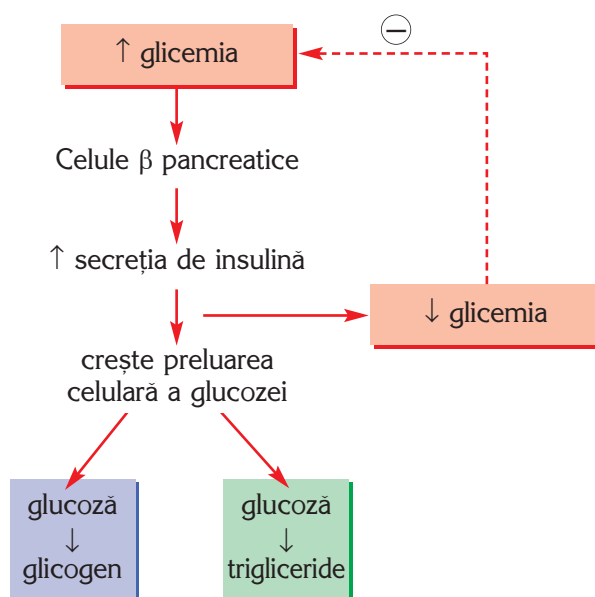 ⊖
↑ glicemia
Celule β pancreatice
↑ secreția de insulină
↓ glicemia
crește preluarea
celulară a glucozei
glucoză
↓
glicogen
glucoză
↓
trigliceride